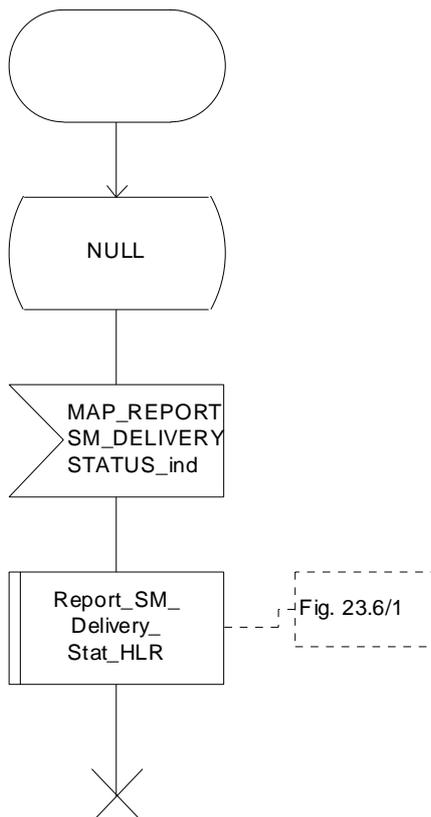 NULL
MAP_REPORT
SM_DELIVERY
STATUS_ind
Report_SM_
Delivery_
Stat_HLR
Fig. 23.6/1